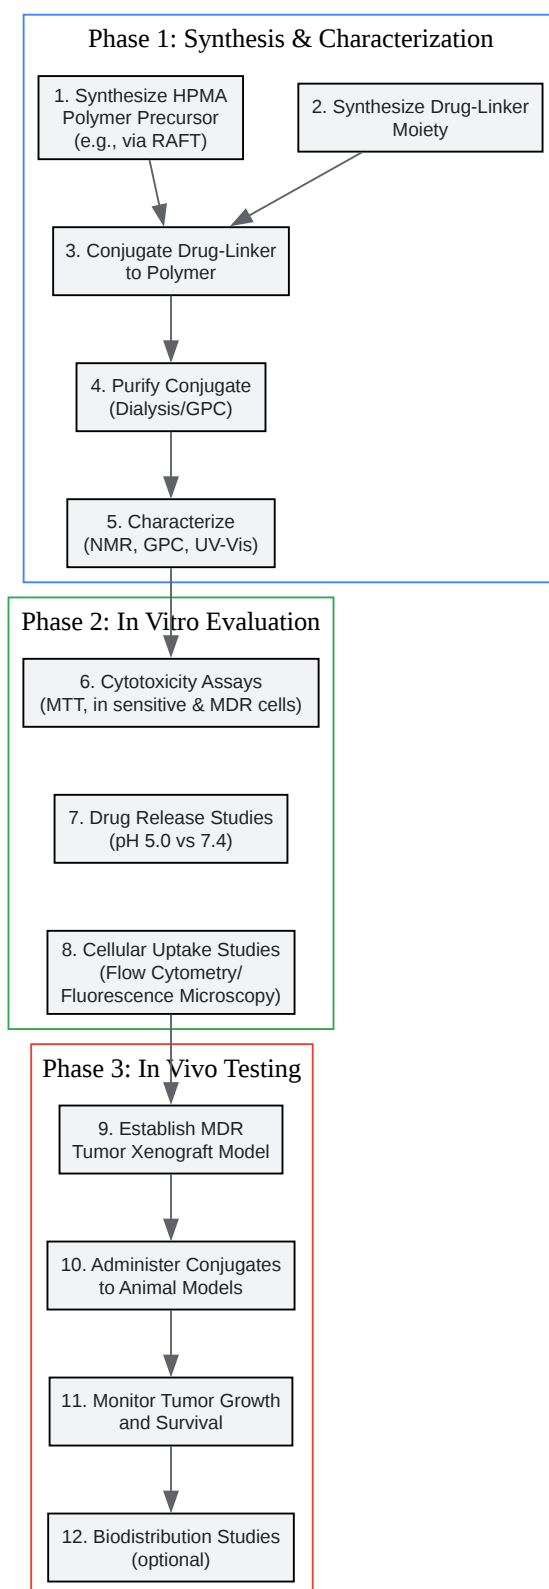 Phase 1: Synthesis & Characterization
1. Synthesize HPMA
Polymer Precursor
(e.g., via RAFT)
2. Synthesize Drug-Linker
Moiety
3. Conjugate Drug-Linker
to Polymer
4. Purify Conjugate
(Dialysis/GPC)
5. Characterize
(NMR, GPC, UV-Vis)
Phase 2: In Vitro Evaluation
6. Cytotoxicity Assays
(MTT, in sensitive & MDR cells)
7. Drug Release Studies
(pH 5.0 vs 7.4)
8. Cellular Uptake Studies
(Flow Cytometry/
Fluorescence Microscopy)
Phase 3: In Vivo Testing
9. Establish MDR
Tumor Xenograft Model
10. Administer Conjugates
to Animal Models
11. Monitor Tumor Growth
and Survival
12. Biodistribution Studies
(optional)